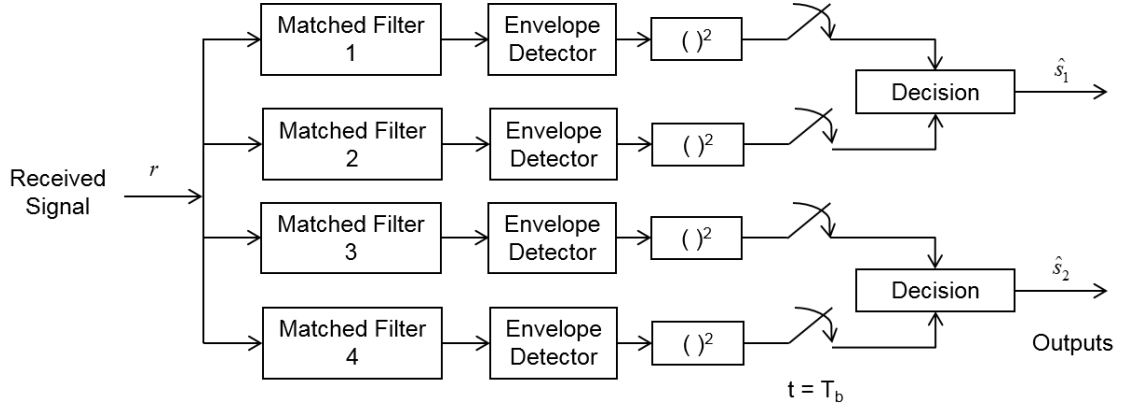 Matched Filter
1
Envelope
Detector
( )²
Decision
ŝ₁
Matched Filter
2
Envelope
Detector
( )²
Received
Signal
r
Matched Filter
3
Envelope
Detector
( )²
Decision
ŝ₂
Matched Filter
4
Envelope
Detector
( )²
Outputs
t = T_b